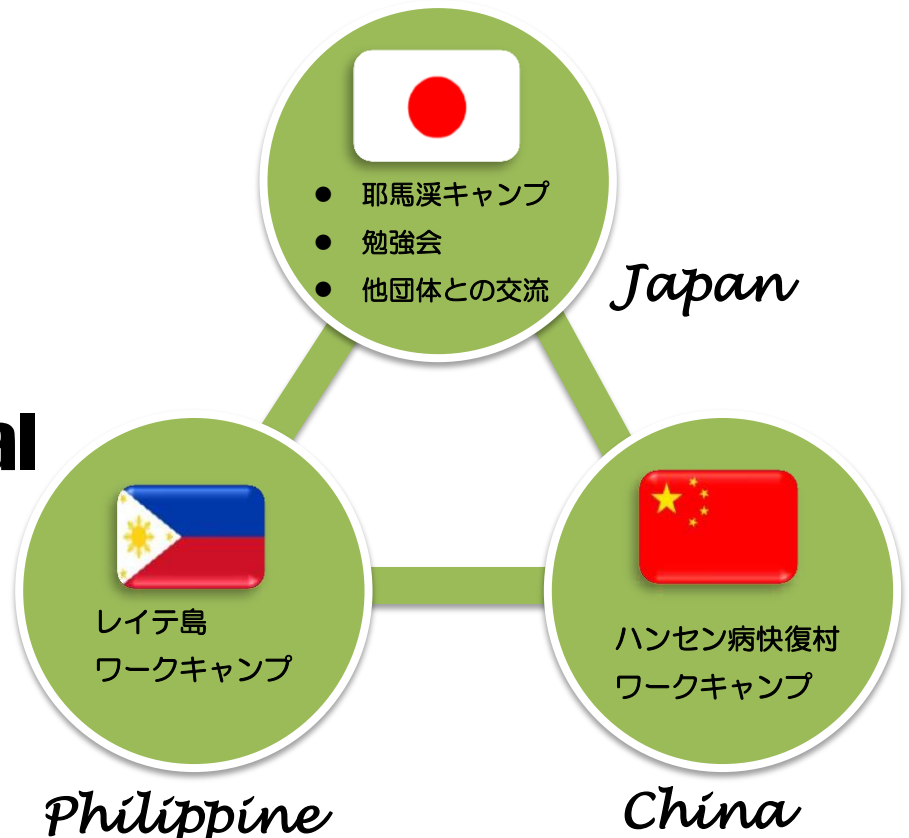 ● 耶馬渓キャンプ
● 勉強会
● 他団体との交流
Japan
al
レイテ島
ワークキャンプ
Philippine
ハンセン病快復村
ワークキャンプ
China